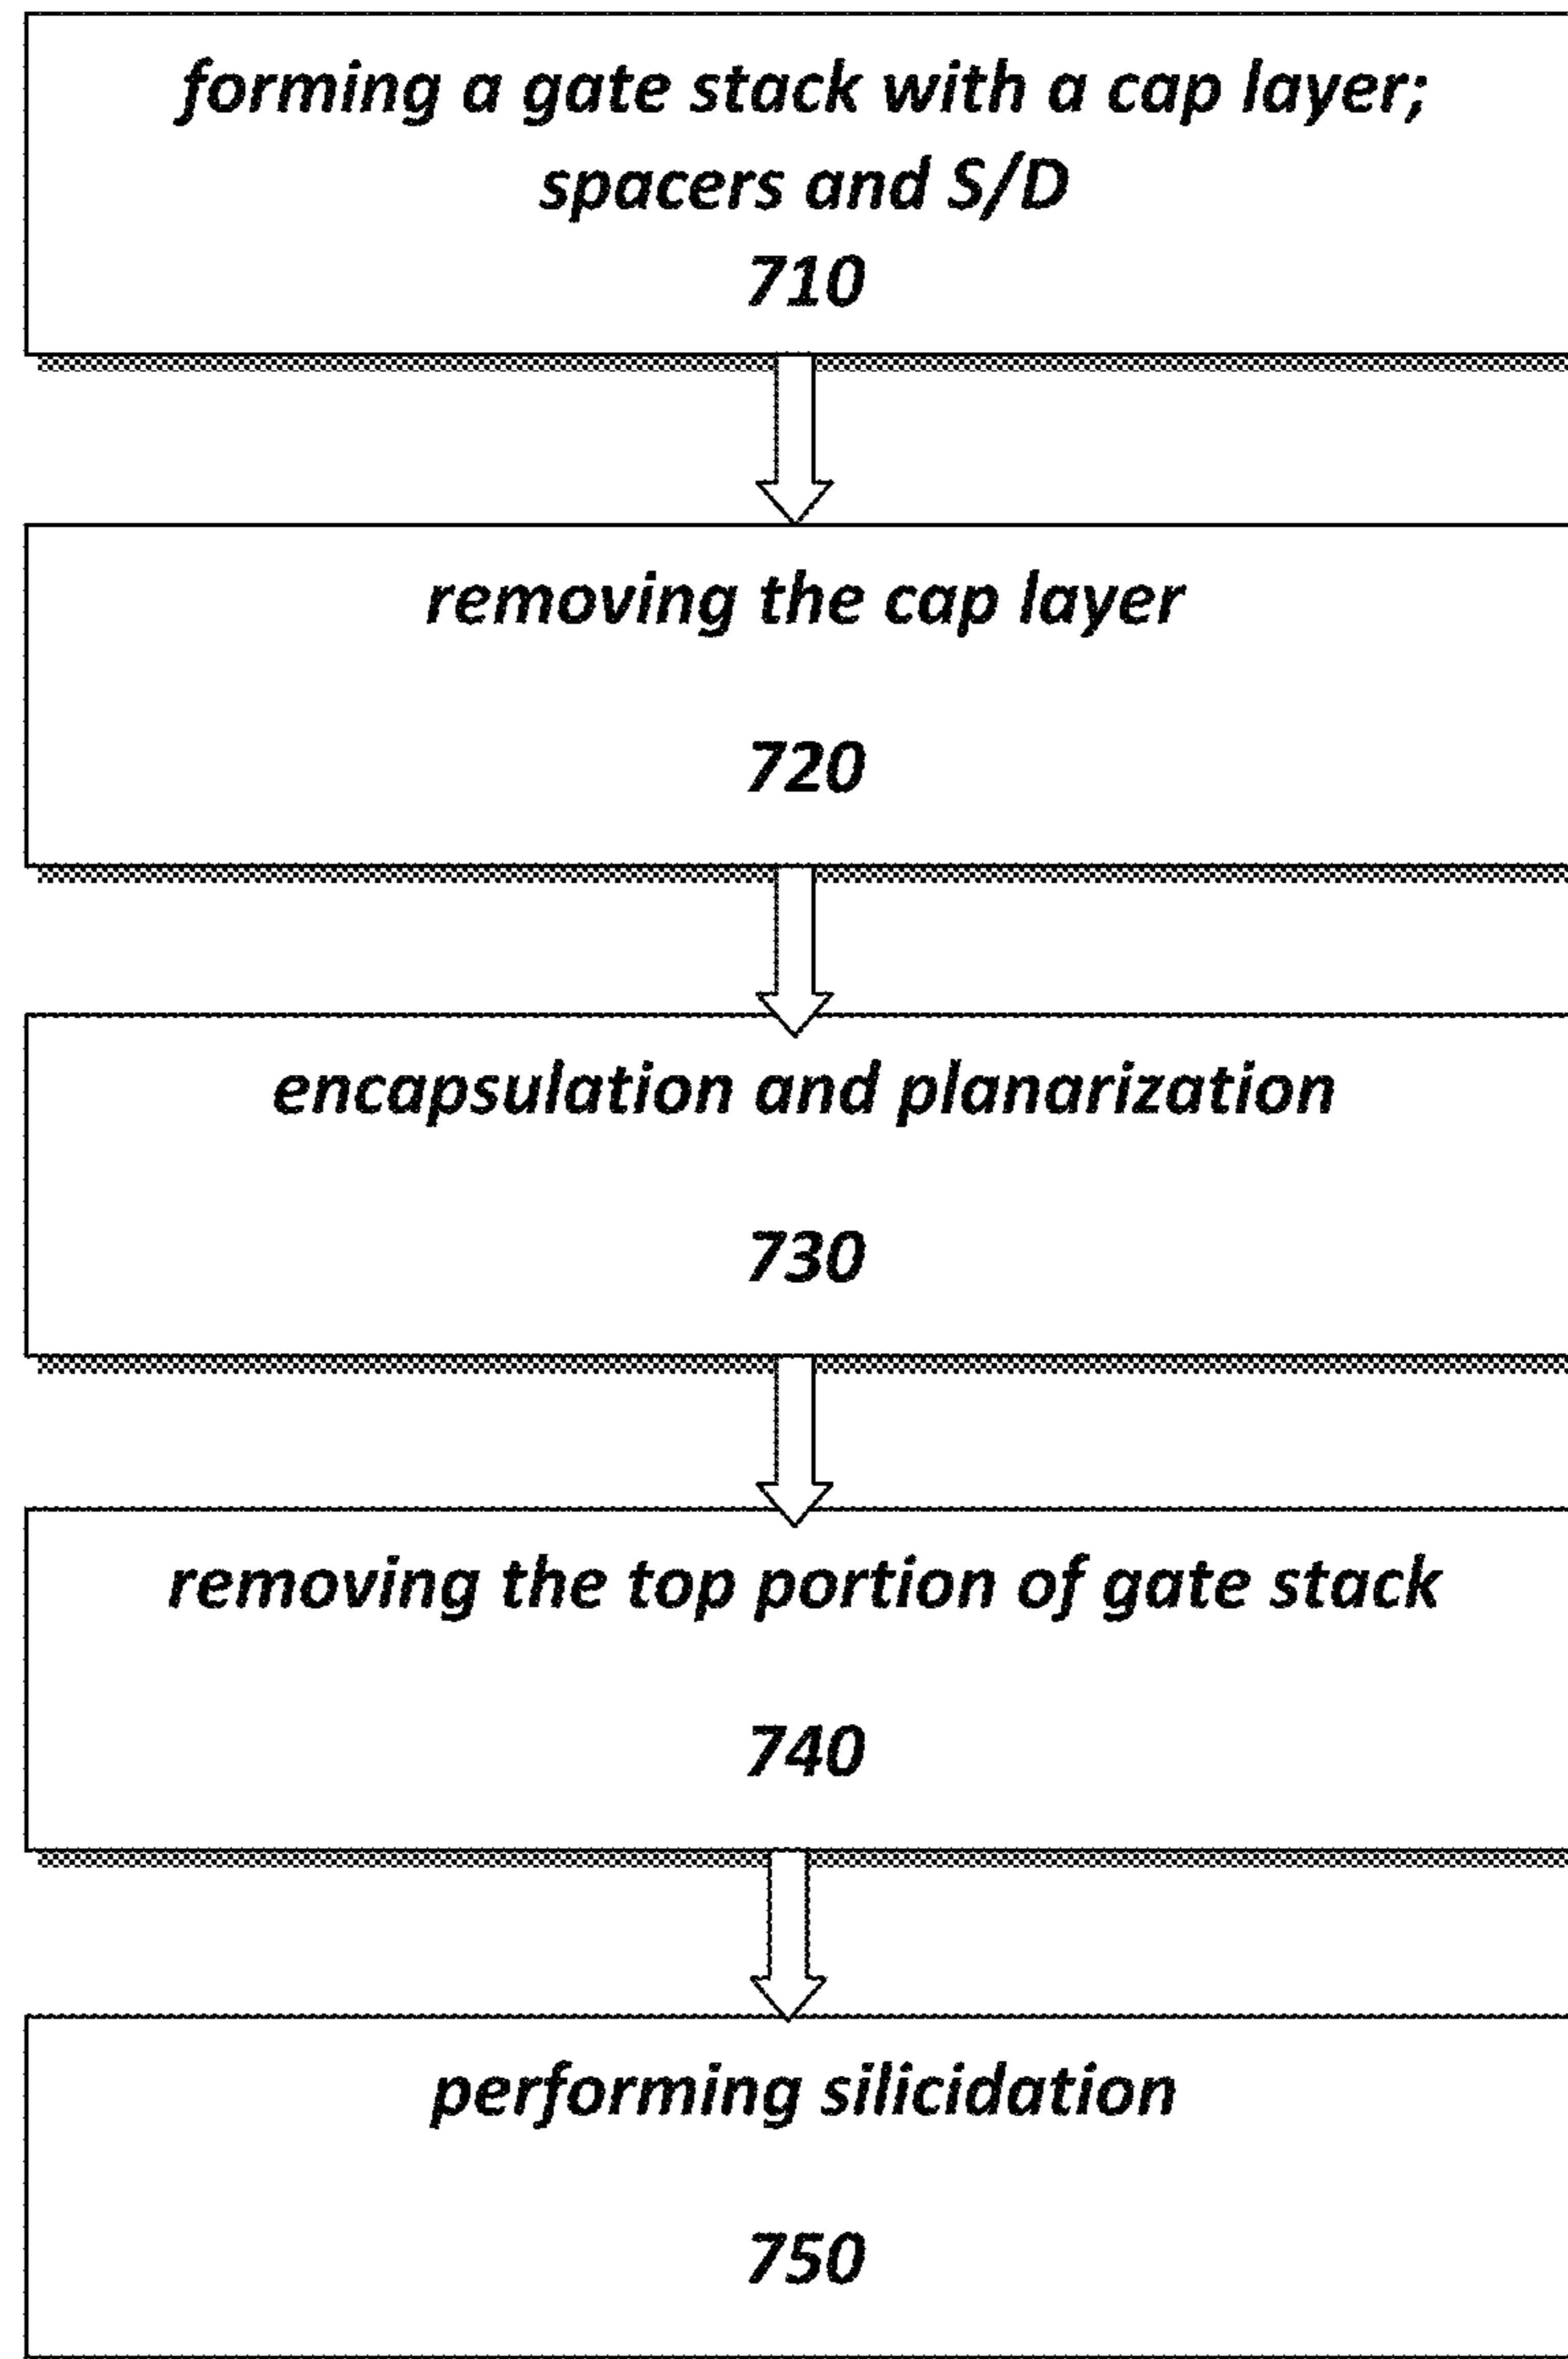 forming a gate stack with a cap layer;
spacers and S/D
710
removing the cap layer
720
encapsulation and planarization
730
removing the top portion of gate stack
740
performing silicidation
750